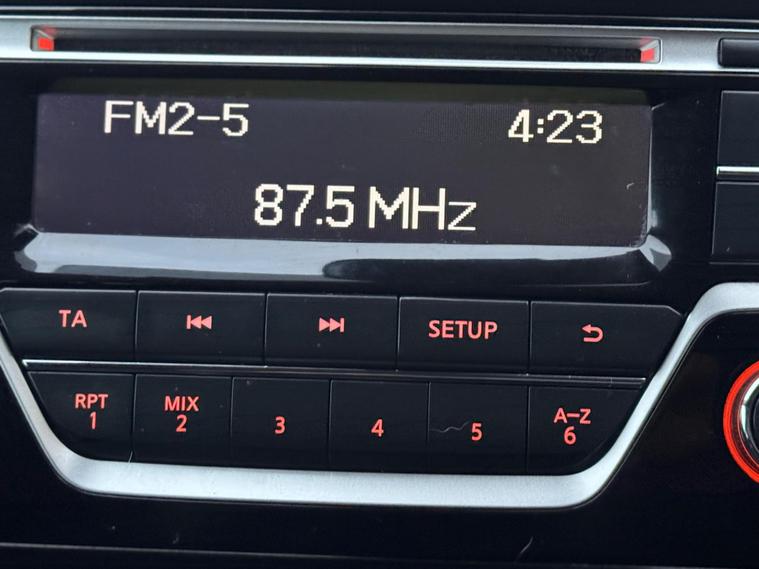 FM2-5 4:23
87.5 MHz
TA SETUP
RPT MIX A-Z
1 2 3 4 5 6